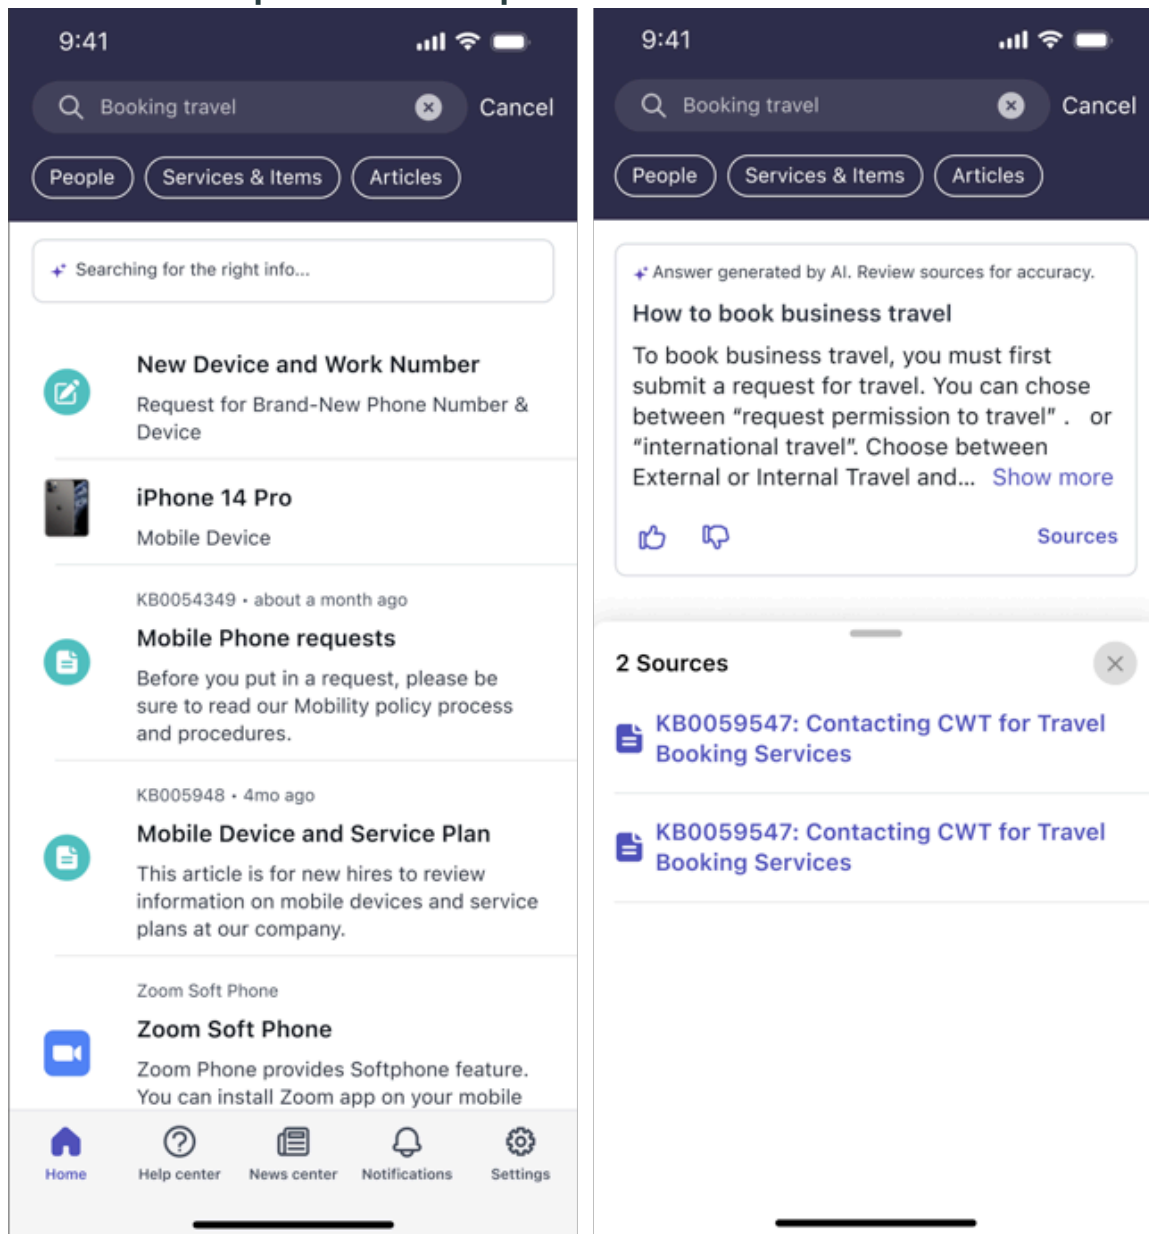 9:41
Booking travel
Cancel
People
Services & Items
Articles
Searching for the right info...
New Device and Work Number
Request for Brand-New Phone Number &
Device
iPhone 14 Pro
Mobile Device
KB0054349 • about a month ago
Mobile Phone requests
Before you put in a request, please be
sure to read our Mobility policy process
and procedures.
KB005948 • 4mo ago
Mobile Device and Service Plan
This article is for new hires to review
information on mobile devices and service
plans at our company.
Zoom Soft Phone
Zoom Soft Phone
Zoom Phone provides Softphone feature.
You can install Zoom app on your mobile
Home
Help center
News center
Notifications
Settings
9:41
Booking travel
Cancel
People
Services & Items
Articles
Answer generated by AI. Review sources for accuracy.
How to book business travel
To book business travel, you must first
submit a request for travel. You can chose
between “request permission to travel” . or
“international travel”. Choose between
External or Internal Travel and... Show more
Sources
2 Sources
KB0059547: Contacting CWT for Travel
Booking Services
KB0059547: Contacting CWT for Travel
Booking Services